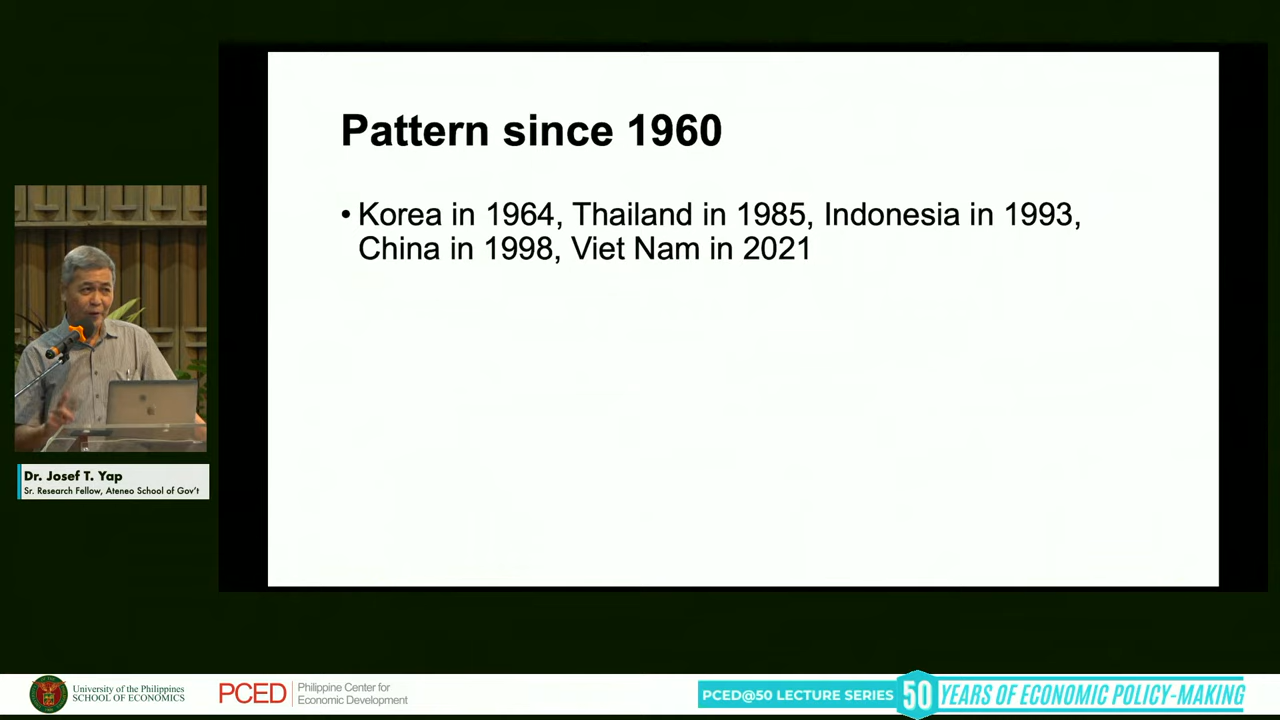 Pattern since 1960
• Korea in 1964, Thailand in 1985, Indonesia in 1993,
China in 1998, Viet Nam in 2021
Dr. Josef T. Yap
Sr. Research Fellow, Ateneo School of Gov't
University of the Philippines
SCHOOL OF ECONOMICS
PCED
Philippine Center for
Economic Development
PCED@50 LECTURE SERIES
50 YEARS OF ECONOMIC POLICY-MAKING